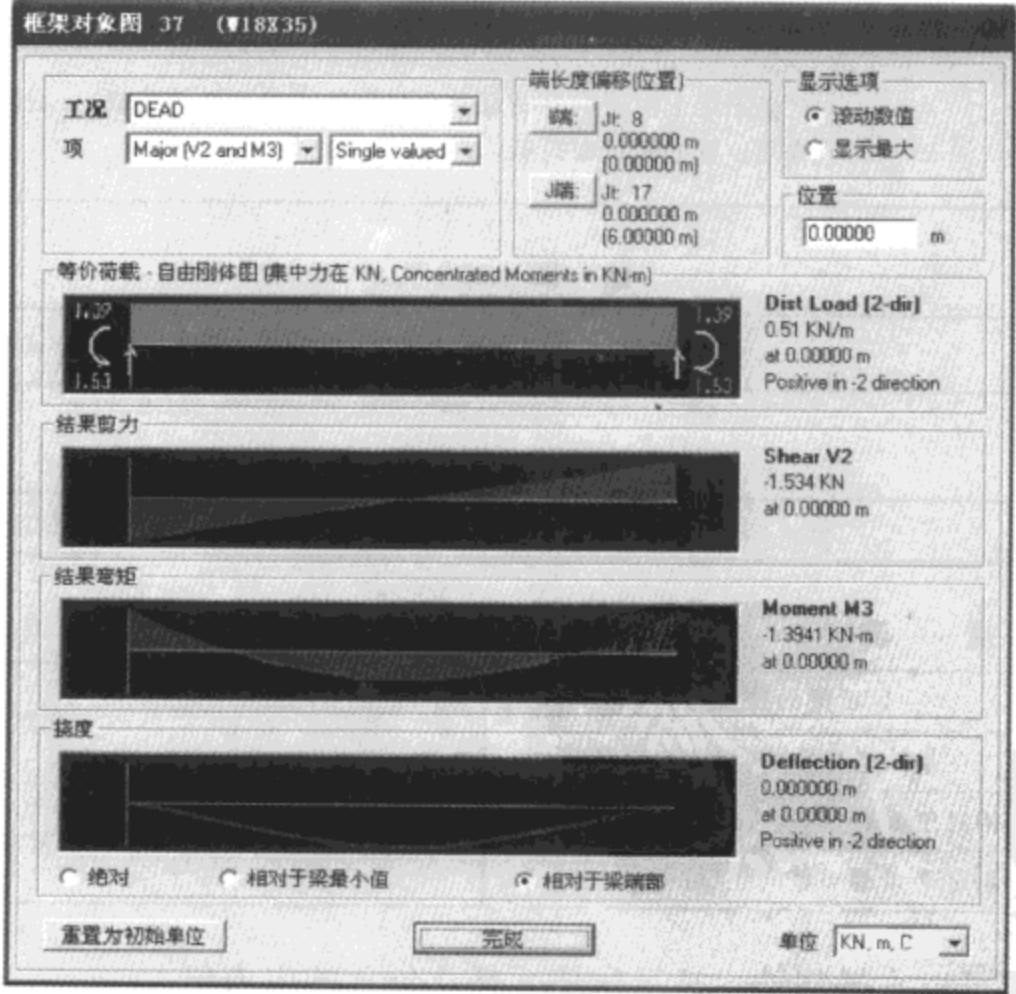 框架对象图 37 (W18X35)
工况 DEAD
项 Major (V2 and M3) Single valued
端长度偏移(位置)
I端: Jt: 8
0.000000 m
(0.00000 m)
J端: Jt: 17
0.000000 m
(6.00000 m)
显示选项
滚动数值
显示最大
位置
0.00000 m
等价荷载 - 自由刚体图 (集中力在 KN, Concentrated Moments in KN-m)
1.39
1.53
1.39
1.53
Dist Load (2-dir)
0.51 KN/m
at 0.00000 m
Positive in -2 direction
结果剪力
Shear V2
-1.534 KN
at 0.00000 m
结果弯矩
Moment M3
-1.3941 KN-m
at 0.00000 m
挠度
Deflection (2-dir)
0.000000 m
at 0.00000 m
Positive in -2 direction
绝对 相对于梁最小值 相对于梁端部
重置为初始单位 完成 单位 KN, m, C